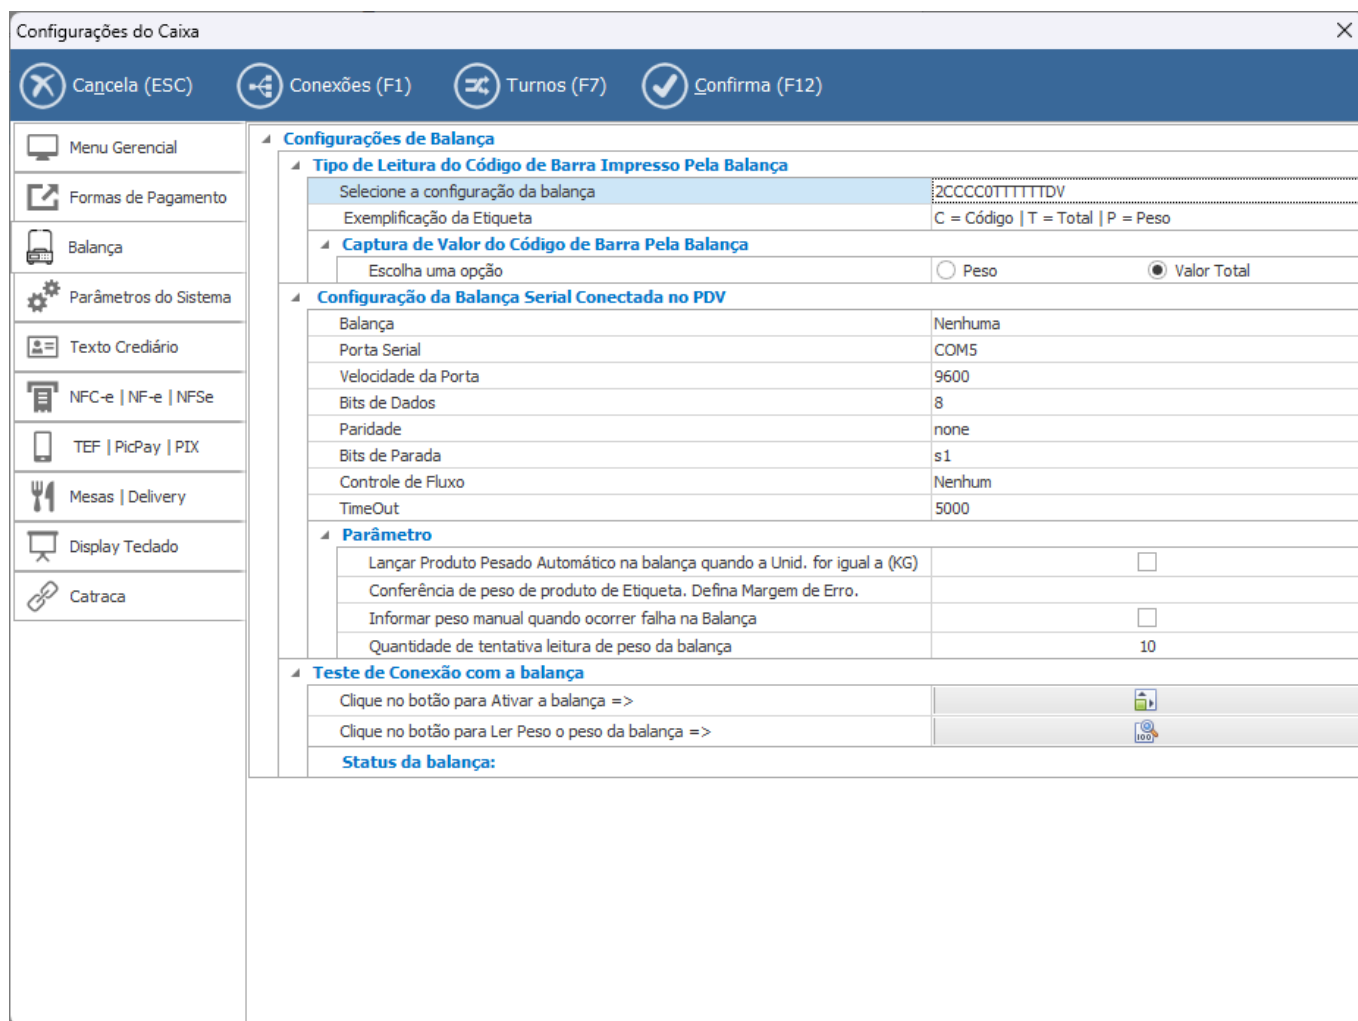 Configurações do Caixa
Cancela (ESC) Conexões (F1) Turnos (F7) Confirma (F12)
Menu Gerencial
Formas de Pagamento
Balança
Parâmetros do Sistema
Texto Crediário
NFC-e | NF-e | NFSe
TEF | PicPay | PIX
Mesas | Delivery
Display Teclado
Catraca
Configurações de Balança
Tipo de Leitura do Código de Barra Impresso Pela Balança
Selecione a configuração da balança 2CCCC0TTTTTTDV
Exemplificação da Etiqueta C = Código | T = Total | P = Peso
Captura de Valor do Código de Barra Pela Balança
Escolha uma opção Peso Valor Total
Configuração da Balança Serial Conectada no PDV
Balança Nenhuma
Porta Serial COM5
Velocidade da Porta 9600
Bits de Dados 8
Paridade none
Bits de Parada s1
Controle de Fluxo Nenhum
TimeOut 5000
Parâmetro
Lançar Produto Pesado Automático na balança quando a Unid. for igual a (KG)
Conferência de peso de produto de Etiqueta. Defina Margem de Erro.
Informar peso manual quando ocorrer falha na Balança
Quantidade de tentativa leitura de peso da balança 10
Teste de Conexão com a balança
Clique no botão para Ativar a balança =>
Clique no botão para Ler Peso o peso da balança =>
Status da balança: